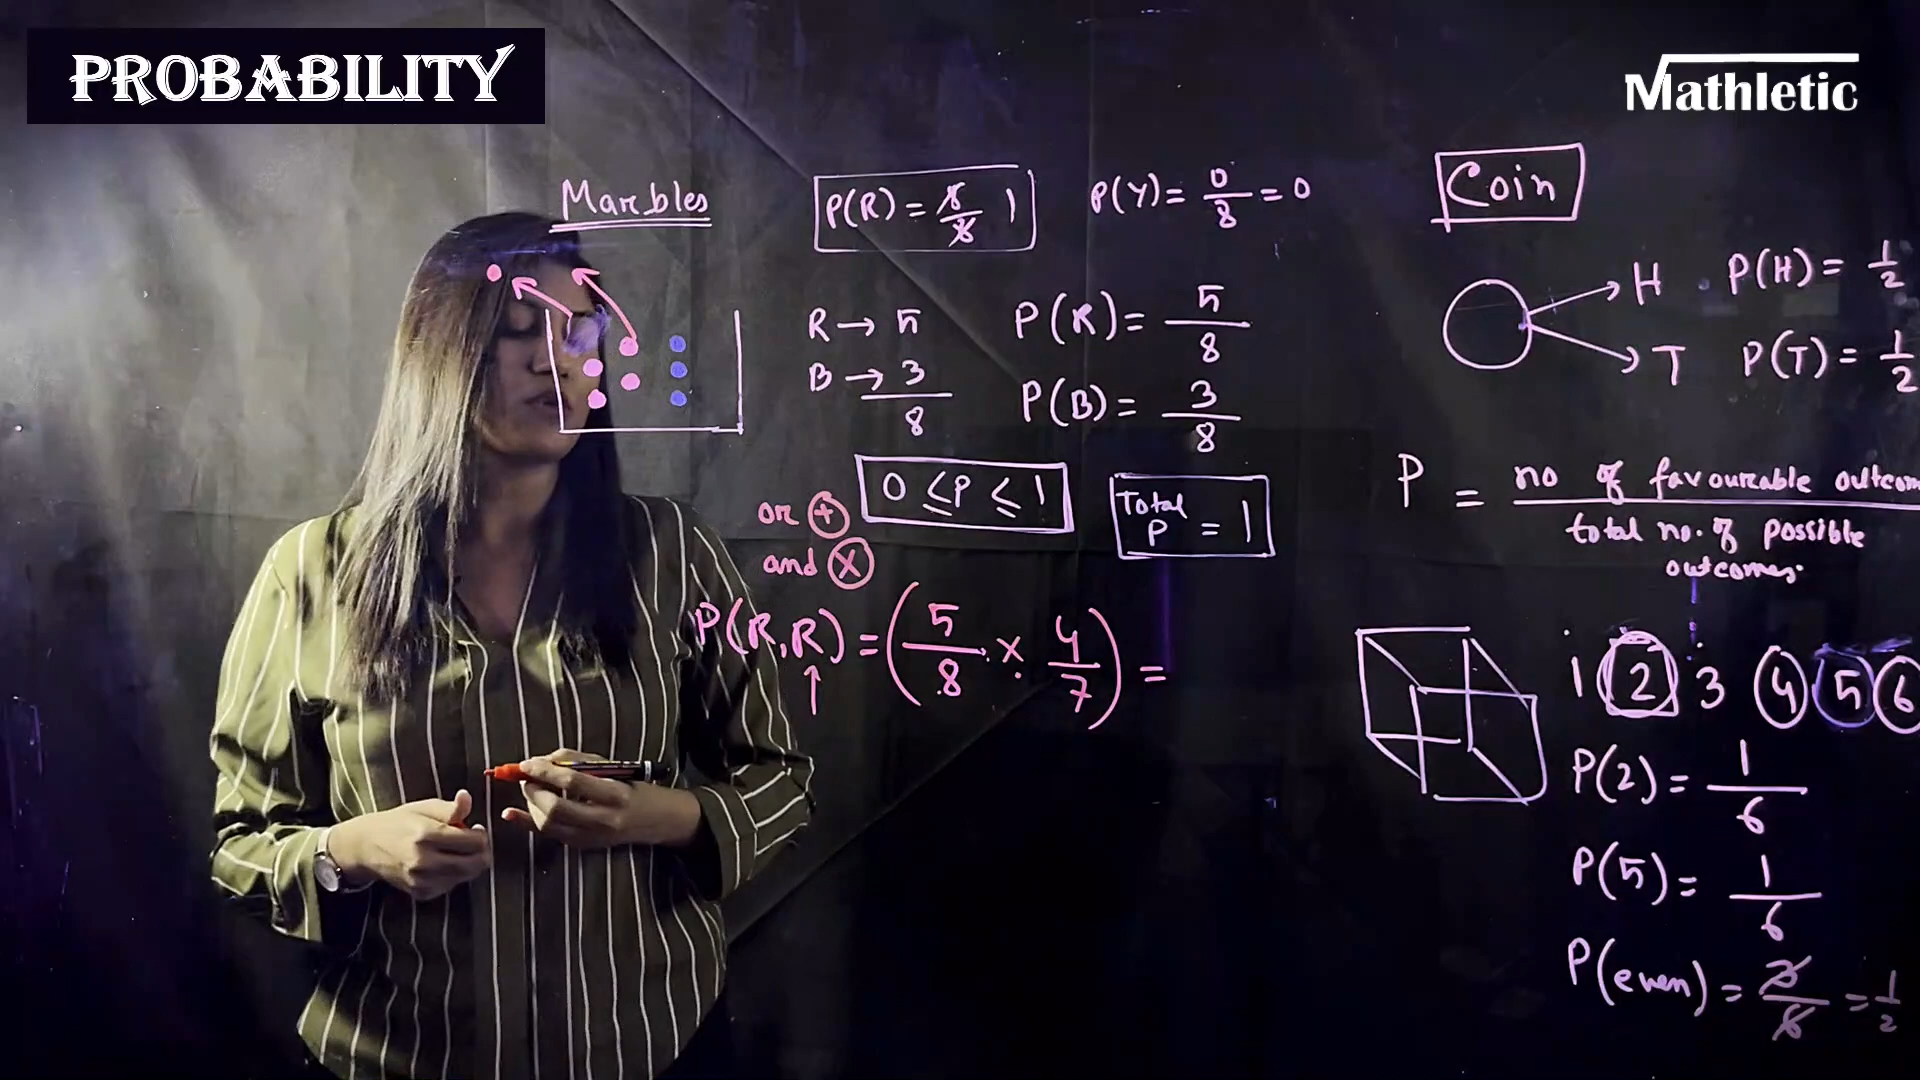 PROBABILITY
Mathletic
Marbles
P(R) = 8/8 1
P(Y) = 0/8 = 0
R → 5
B → 3
8
P(R) = 5/8
P(B) = 3/8
0 ≤ P ≤ 1
Total P = 1
or +
and ×
P(R,R) = (5/8 × 4/7) =
Coin
H P(H) = 1/2
T P(T) = 1/2
P = no of favourable outcom
total no. of possible
outcomes.
1 2 3 4 5 6
P(2) = 1/6
P(5) = 1/6
P(even) = 3/6 = 1/2